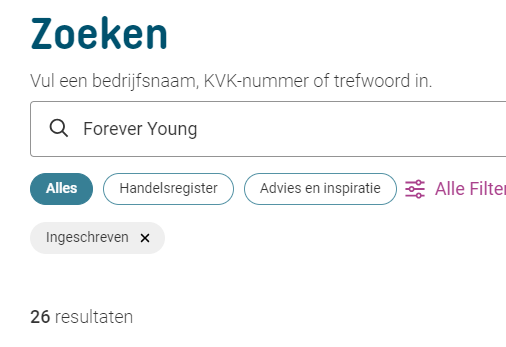 Zoeken
Vul een bedrijfsnaam, KVK-nummer of trefwoord in.
Forever Young
Alles Handelsregister Advies en inspiratie Alle Filter
Ingeschreven
26 resultaten